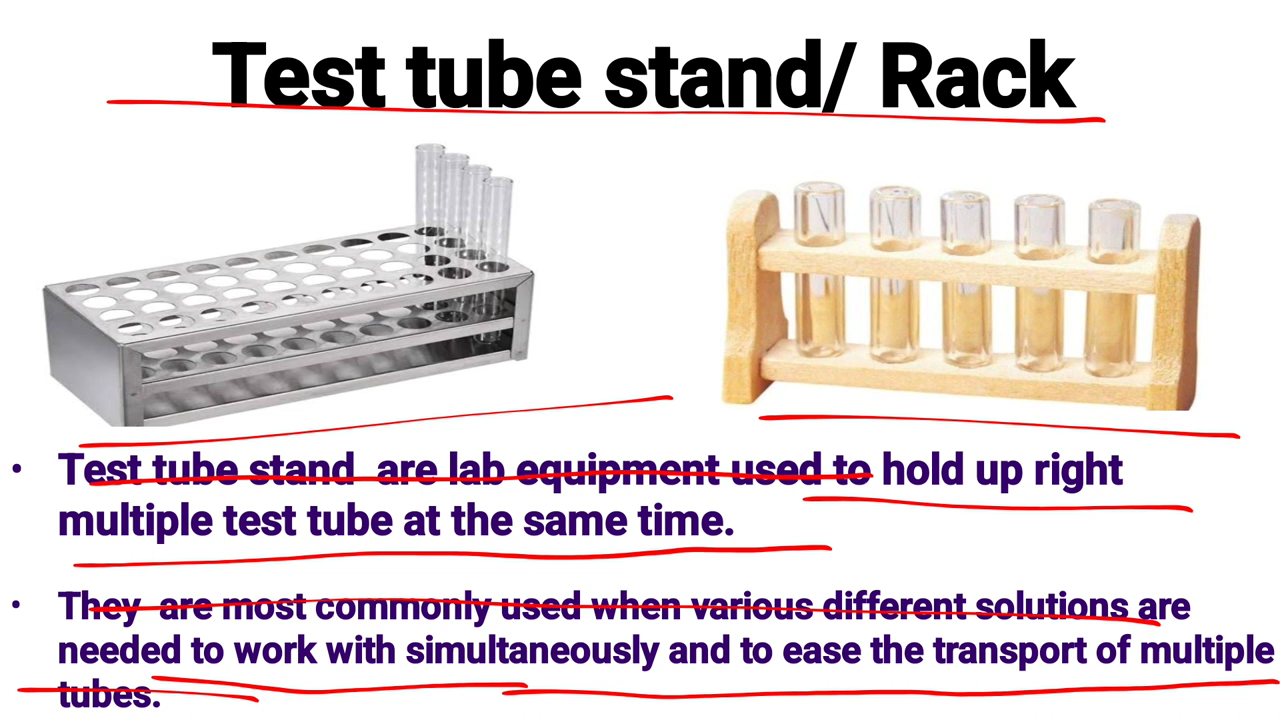 Test tube stand/ Rack
• Test tube stand are lab equipment used to hold up right
multiple test tube at the same time.
• They are most commonly used when various different solutions are
needed to work with simultaneously and to ease the transport of multiple
tubes.